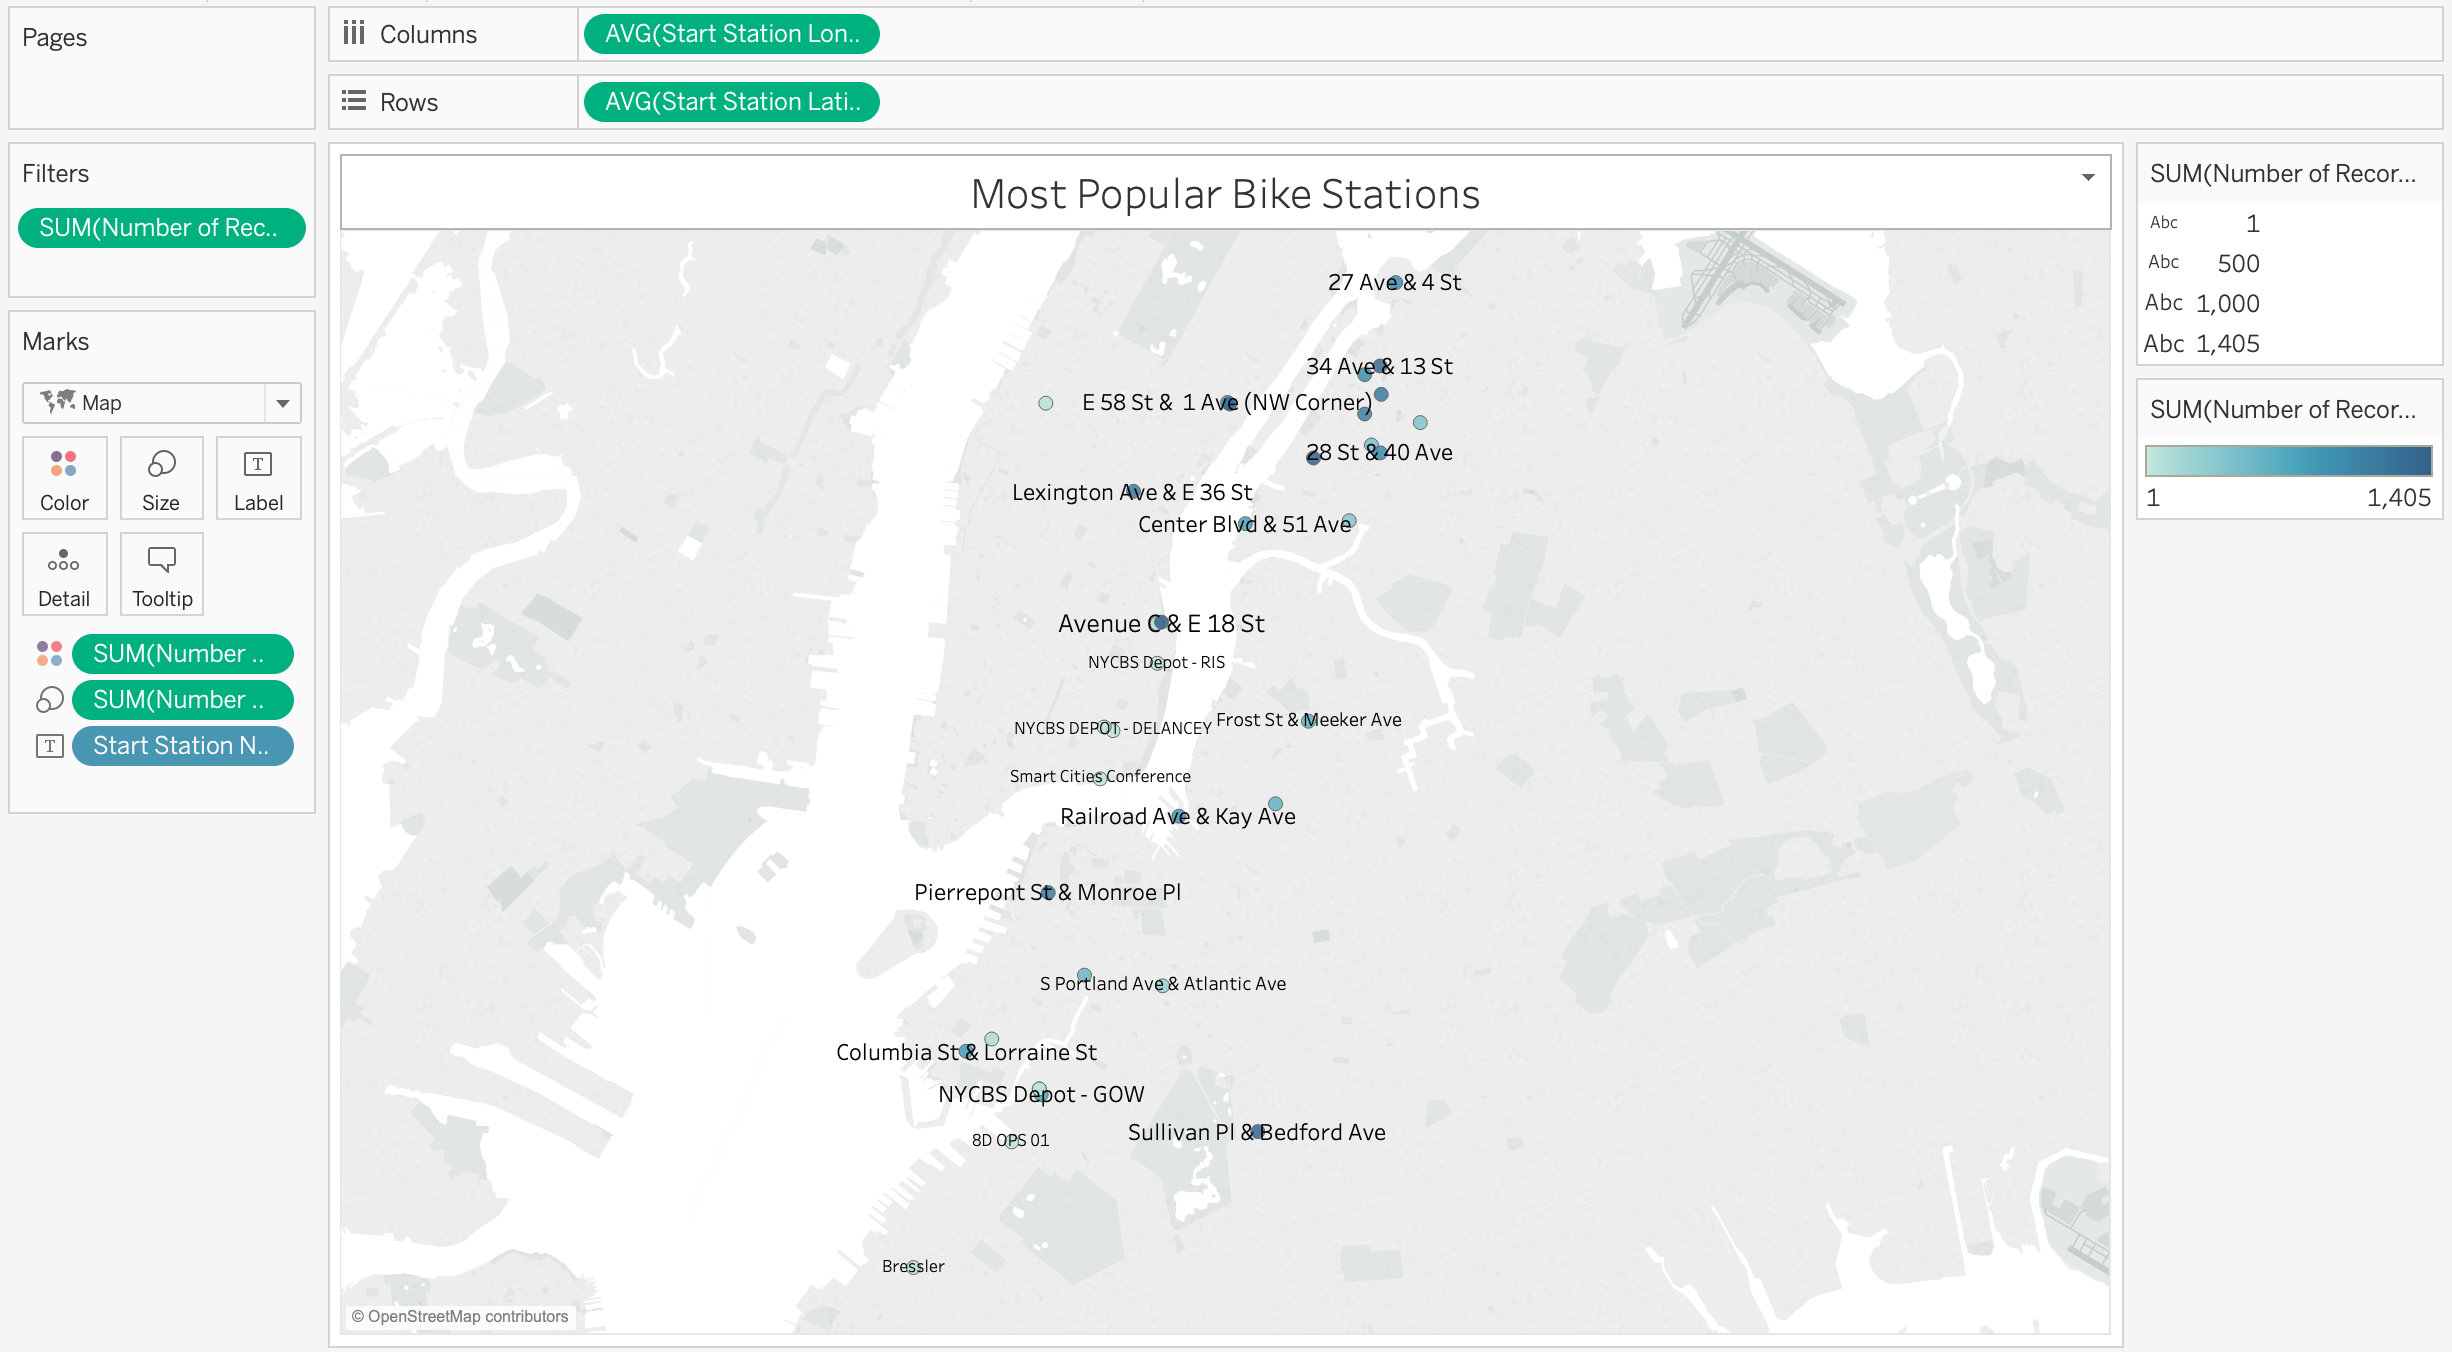 Pages
Columns
AVG(Start Station Lon..
Rows
AVG(Start Station Lati..
Filters
SUM(Number of Rec..
Marks
Map
Color
Size
T
Label
Detail
Tooltip
SUM(Number ..
SUM(Number ..
T
Start Station N..
Most Popular Bike Stations
27 Ave & 4 St
34 Ave & 13 St
E 58 St & 1 Ave (NW Corner)
28 St & 40 Ave
Lexington Ave & E 36 St
Center Blvd & 51 Ave
Avenue C & E 18 St
NYCBS Depot - RIS
NYCBS DEPOT - DELANCEY
Frost St & Meeker Ave
Smart Cities Conference
Railroad Ave & Kay Ave
Pierrepont St & Monroe Pl
S Portland Ave & Atlantic Ave
Columbia St & Lorraine St
NYCBS Depot - GOW
8D OPS 01
Sullivan Pl & Bedford Ave
Bressler
© OpenStreetMap contributors
SUM(Number of Recor...
Abc 1
Abc 500
Abc 1,000
Abc 1,405
SUM(Number of Recor...
1 1,405